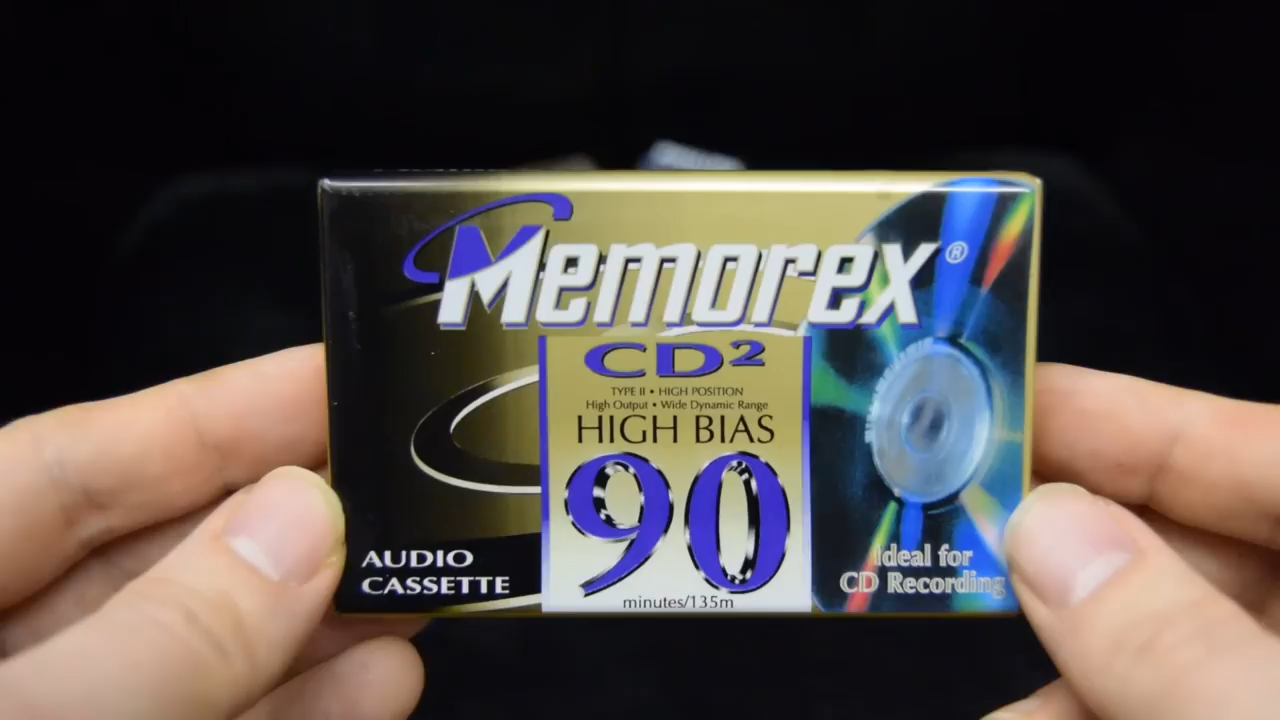 Memorex®
CD²
TYPE II • HIGH POSITION
High Output • Wide Dynamic Range
HIGH BIAS
90
minutes/135m
AUDIO
CASSETTE
Ideal for
CD Recording